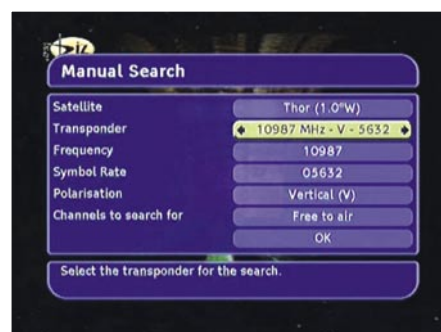 Manual Search
Satellite Thor (1.0°W)
Transponder 10987 MHz - V - 5632
Frequency 10987
Symbol Rate 05632
Polarisation Vertical (V)
Channels to search for Free to air
OK
Select the transponder for the search.